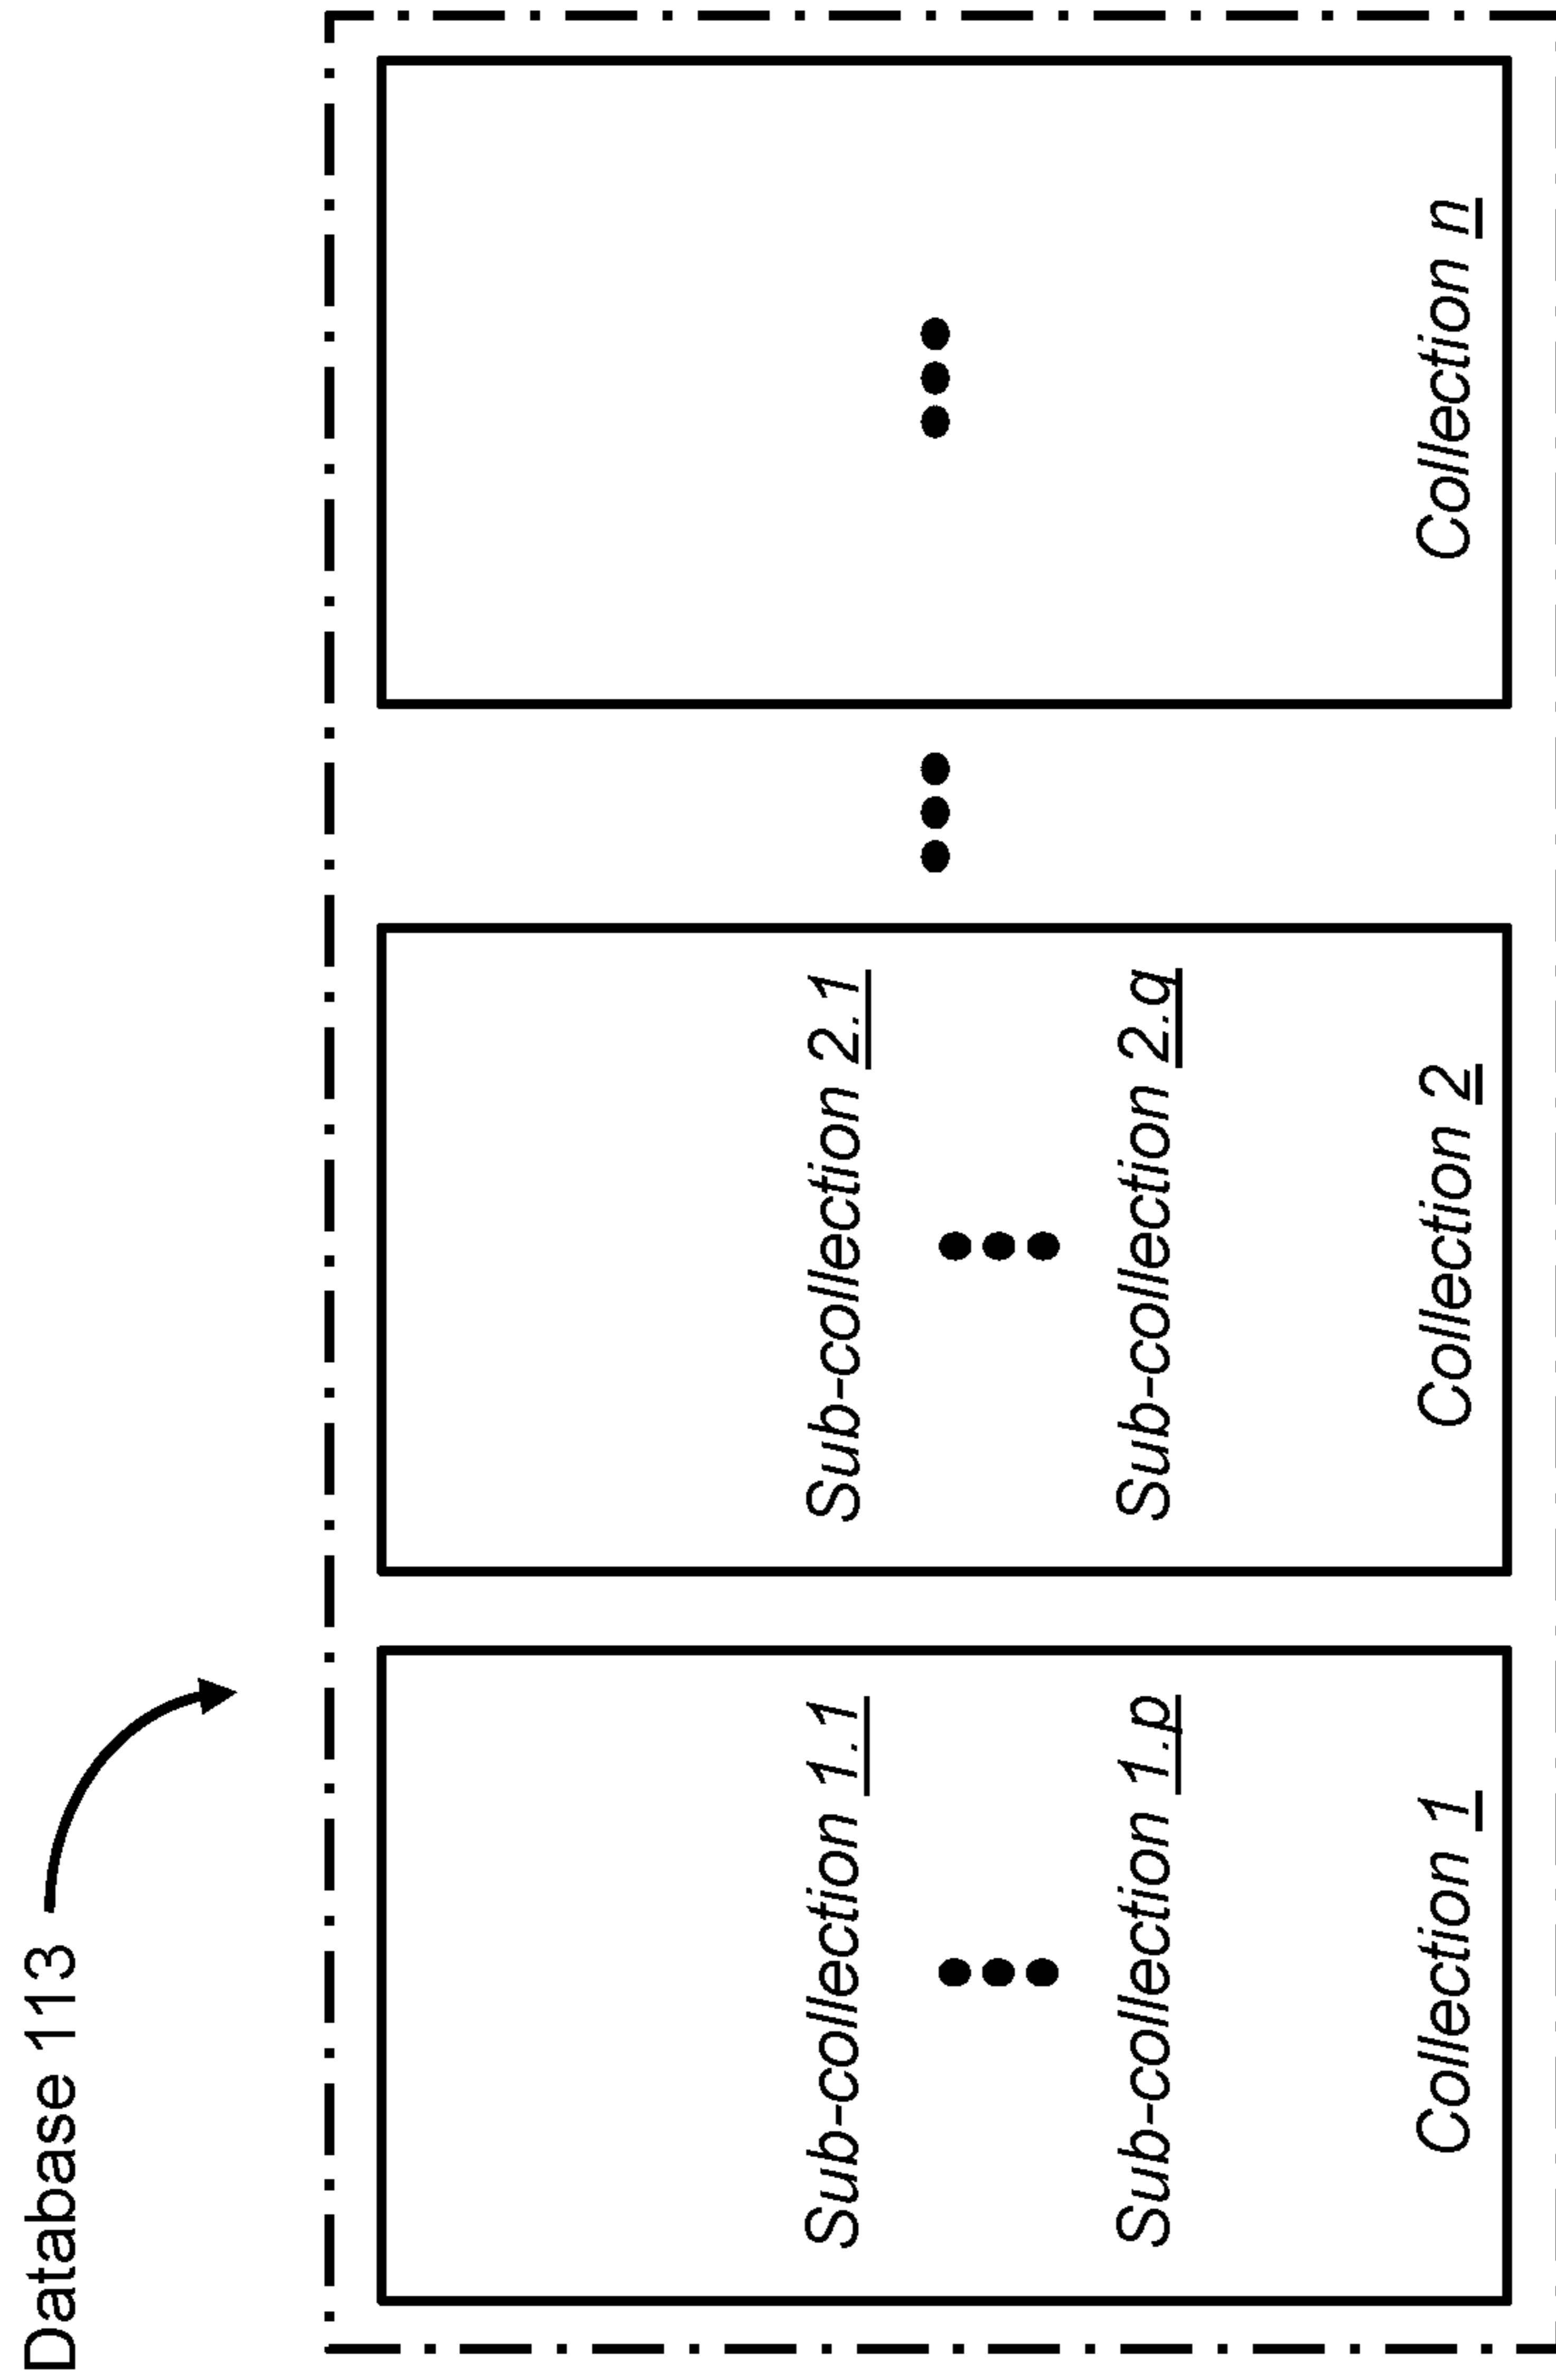 Database 113
Sub-collection 1.1
Sub-collection 1.p
Collection 1
Sub-collection 2.1
Sub-collection 2.q
Collection 2
Collection n